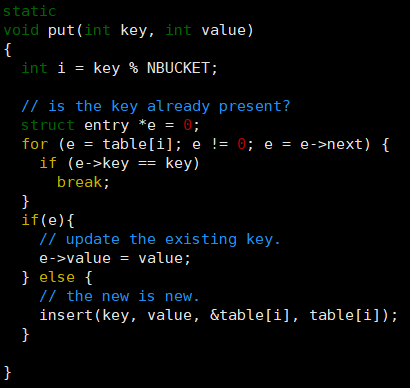 static
void put(int key, int value)
{
  int i = key % NBUCKET;

  // is the key already present?
  struct entry *e = 0;
  for (e = table[i]; e != 0; e = e->next) {
    if (e->key == key)
      break;
  }
  if(e){
    // update the existing key.
    e->value = value;
  } else {
    // the new is new.
    insert(key, value, &table[i], table[i]);
  }

}